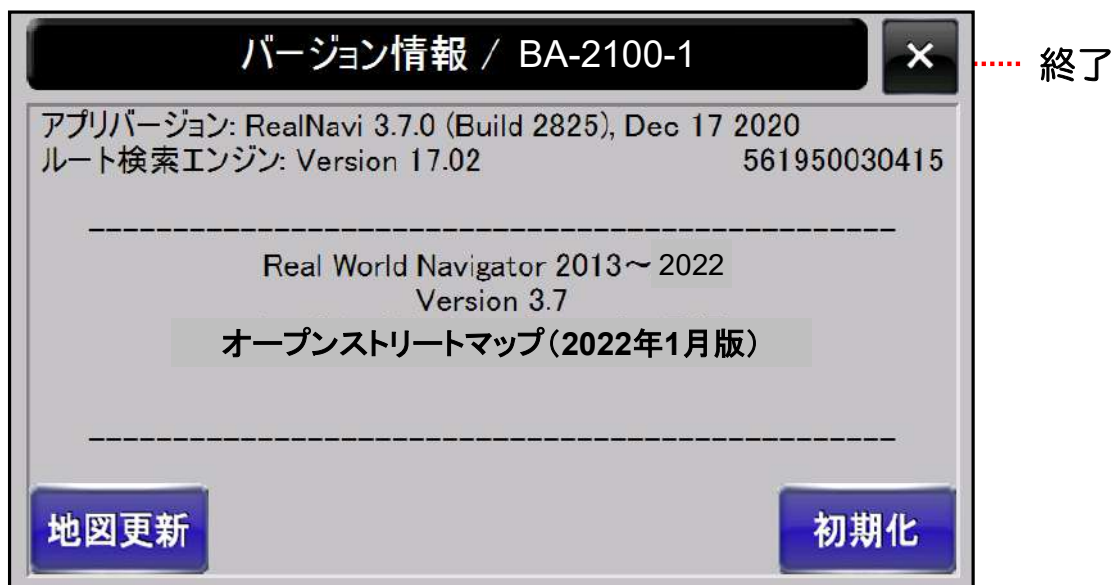 バージョン情報 / BA-2100-1
×
終了
アプリバージョン: RealNavi 3.7.0 (Build 2825), Dec 17 2020
ルート検索エンジン: Version 17.02 561950030415
Real World Navigator 2013～2022
Version 3.7
オープンストリートマップ(2022年1月版)
地図更新
初期化